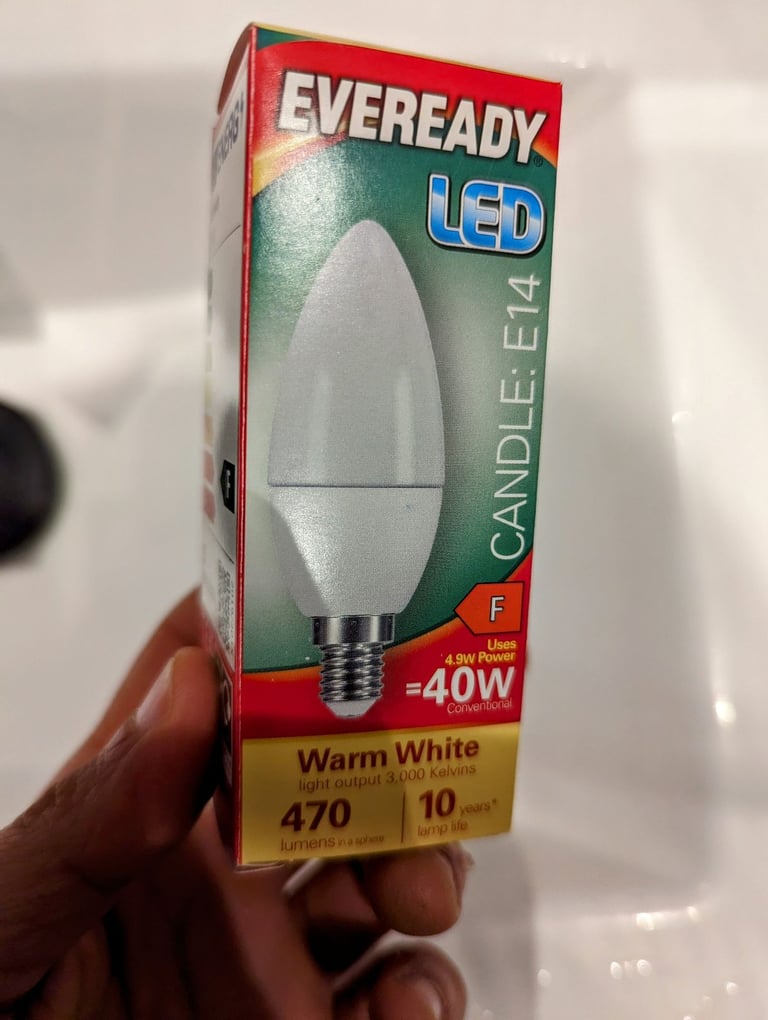 EVEREADY®
LED
CANDLE: E14
F
Uses
4.9W Power
=40W
Conventional
Warm White
light output 3,000 Kelvins
470
lumens in a sphere
10 years*
lamp life